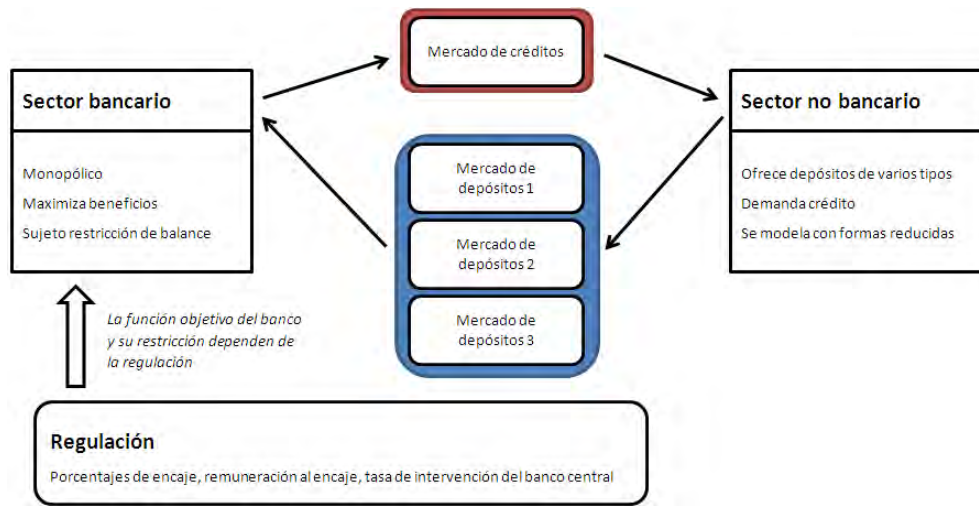 Mercado de créditos
Sector bancario
Monopólico
Maximiza beneficios
Sujeto restricción de balance
Mercado de
depósitos 1
Mercado de
depósitos 2
Mercado de
depósitos 3
Sector no bancario
Ofrece depósitos de varios tipos
Demanda crédito
Se modela con formas reducidas
La función objetivo del banco
y su restricción dependen de
la regulación
Regulación
Porcentajes de encaje, remuneración al encaje, tasa de intervención del banco central